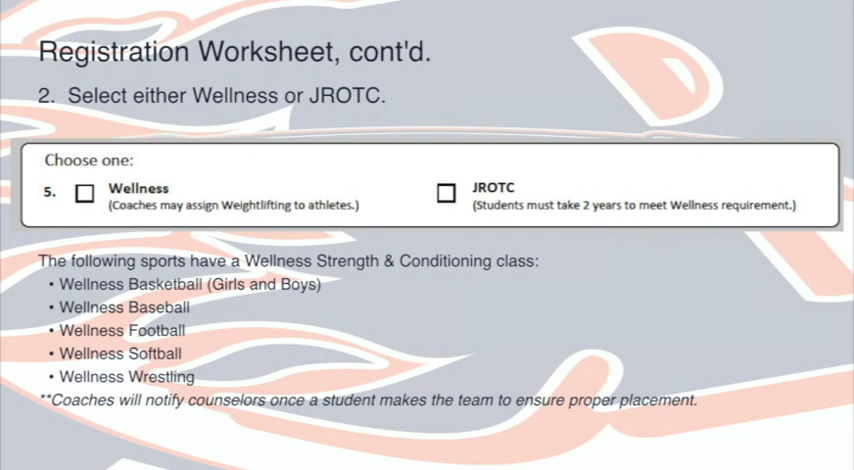 Registration Worksheet, cont'd.
2. Select either Wellness or JROTC.
Choose one:
5. Wellness JROTC
(Coaches may assign Weightlifting to athletes.) (Students must take 2 years to meet Wellness requirement.)
The following sports have a Wellness Strength & Conditioning class:
• Wellness Basketball (Girls and Boys)
• Wellness Baseball
• Wellness Football
• Wellness Softball
• Wellness Wrestling
**Coaches will notify counselors once a student makes the team to ensure proper placement.